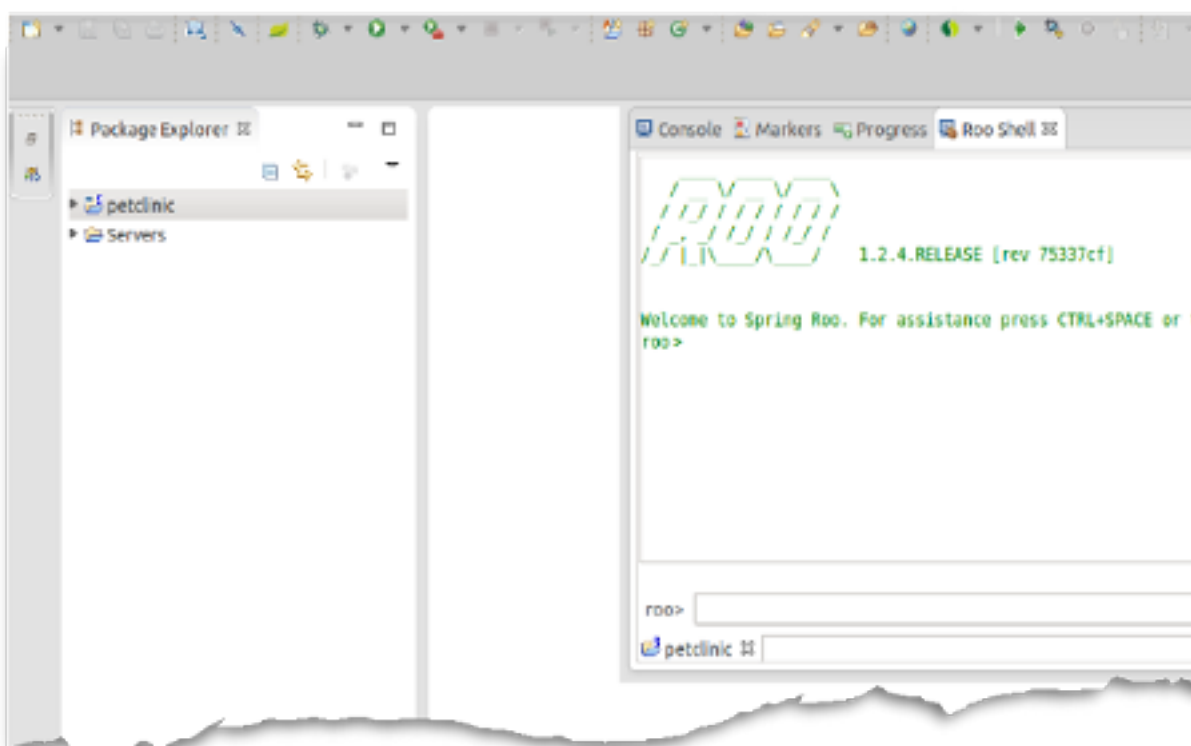 Package Explorer
petclinic
Servers
Console Markers Progress Roo Shell
1.2.4.RELEASE [rev 75337cf]
Welcome to Spring Roo. For assistance press CTRL+SPACE or
roo>
roo>
petclinic